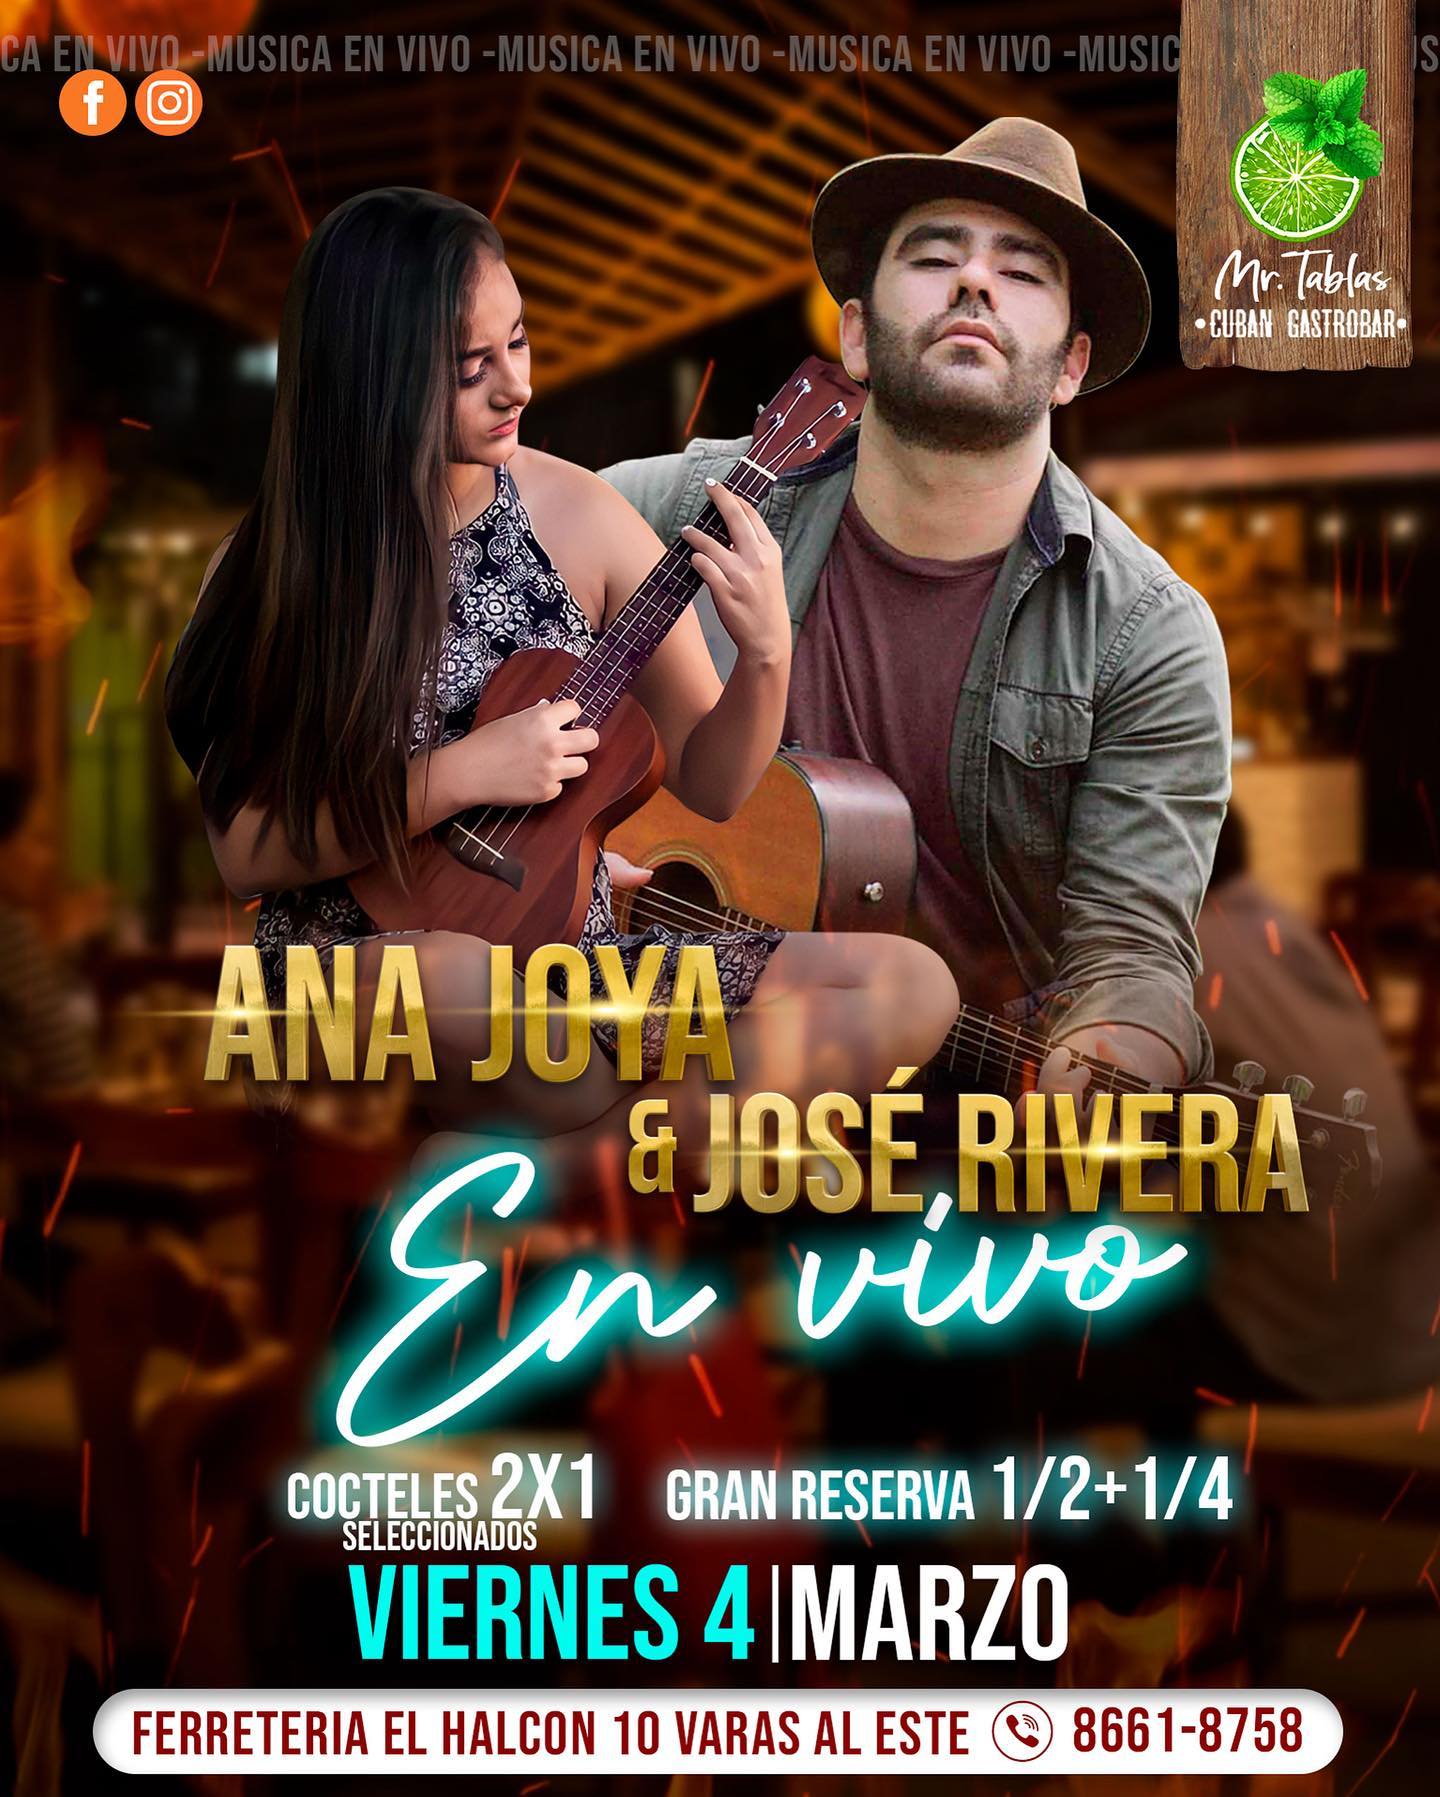 CA EN VIVO -MUSICA EN VIVO -MUSICA EN VIVO -MUSICA EN VIVO -MUSIC US
Mr. Tablas
•CUBAN GASTROBAR•
ANA JOYA
& JOSÉ RIVERA
En vivo
COCTELES 2X1
SELECCIONADOS
GRAN RESERVA 1/2+1/4
VIERNES 4|MARZO
FERRETERIA EL HALCON 10 VARAS AL ESTE 8661-8758